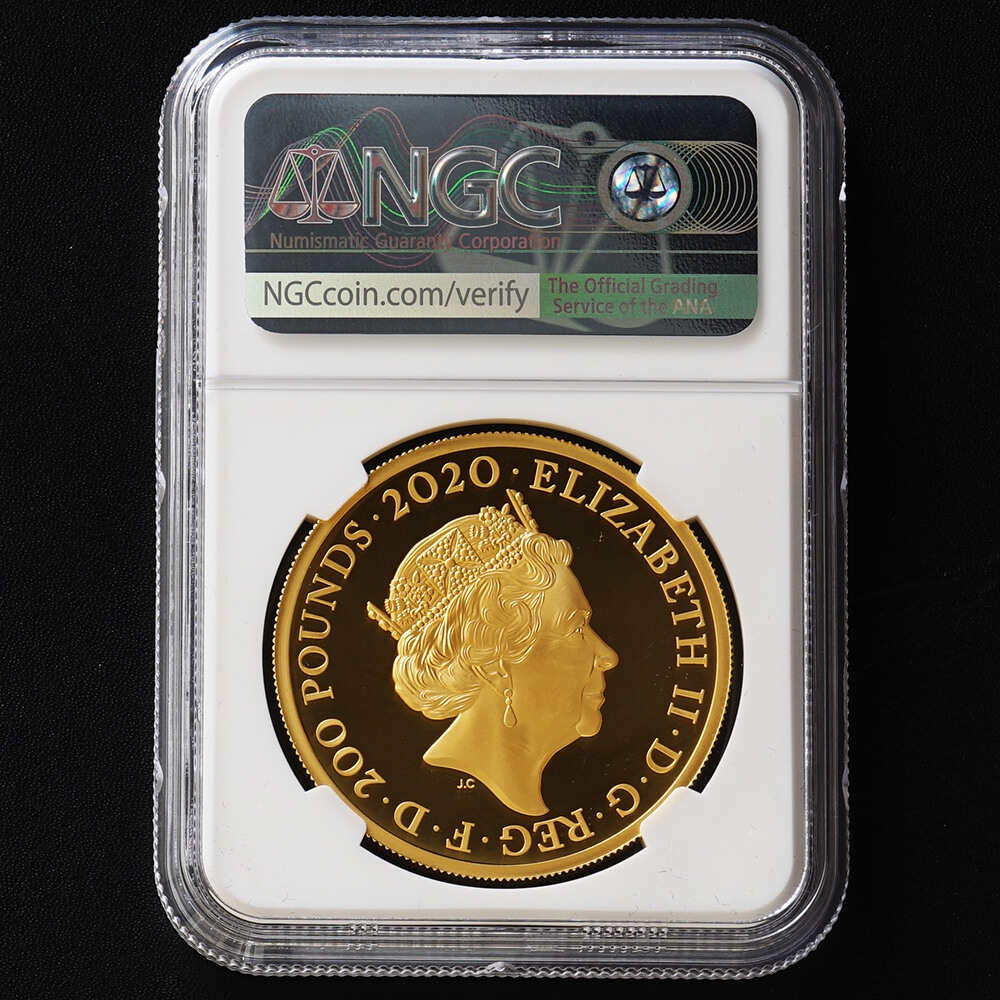 NGC
Numismatic Guaranty Corporation
NGCcoin.com/verify
The Official Grading
Service of the ANA
ELIZABETH II · D · G · REG · F · D · 200 POUNDS · 2020 ·
J.C